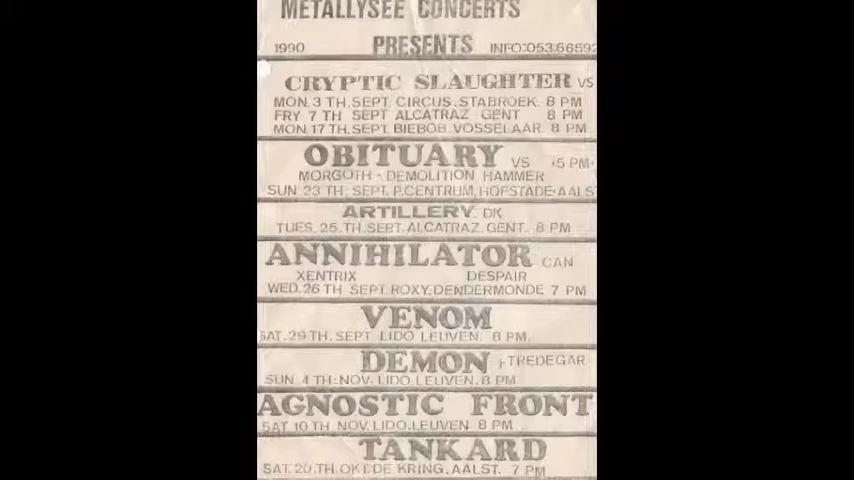 METALLYSEE CONCERTS
1990 PRESENTS INFO:053.66592
CRYPTIC SLAUGHTER VS
MON. 3 TH. SEPT. CIRCUS. STABROEK. 8 PM
FRY 7 TH SEPT ALCATRAZ GENT 8 PM
MON. 17 TH. SEPT. BIEBOB VOSSELAAR 8 PM
OBITUARY VS ·5 PM·
MORGOTH - DEMOLITION HAMMER
SUN 23 TH. SEPT. P.CENTRUM, HOFSTADE·AALST
ARTILLERY. DK
TUES. 25. TH. SEPT. ALCATRAZ. GENT. 8 PM
ANNIHILATOR CAN
XENTRIX DESPAIR
WED. 26 TH SEPT ROXY. DENDERMONDE 7 PM
VENOM
SAT. 29. TH. SEPT LIDO LEUVEN. 8 PM.
DEMON + TREDEGAR
SUN. 4 TH. NOV. LIDO LEUVEN. 8 PM
AGNOSTIC FRONT
SAT 10 TH. NOV. LIDO. LEUVEN 8 PM
TANKARD
SAT. 20. TH. OKT. DE KRING. AALST. 7 PM